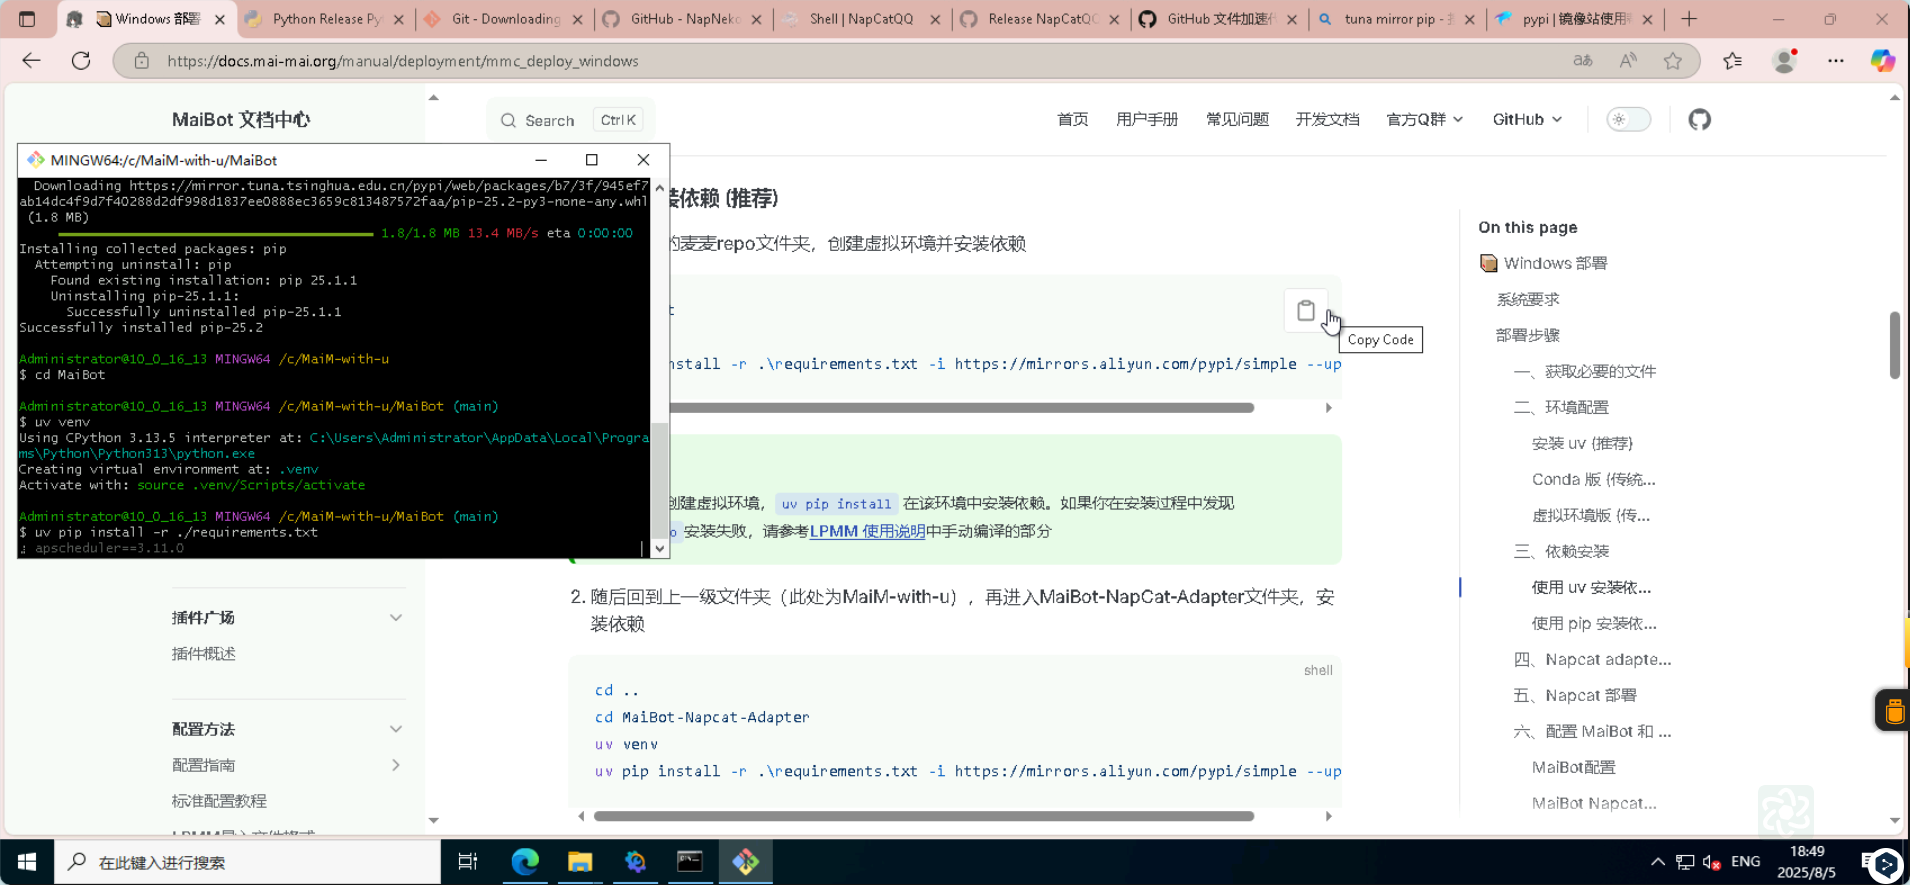 Windows 部署
Python Release Py
Git - Downloading
GitHub - NapNeko
Shell | NapCatQQ
Release NapCatQQ
GitHub 文件加速
tuna mirror pip -
pypi | 镜像站使用
https://docs.mai-mai.org/manual/deployment/mmc_deploy_windows
MaiBot 文档中心
Search
Ctrl K
首页
用户手册
常见问题
开发文档
官方Q群
GitHub
MINGW64:/c/MaiM-with-u/MaiBot
Downloading https://mirror.tuna.tsinghua.edu.cn/pypi/web/packages/b7/3f/945ef7
ab14dc4f9d7f40288d2df998d1837ee0888ec3659c813487572faa/pip-25.2-py3-none-any.whl
(1.8 MB)
1.8/1.8 MB 13.4 MB/s eta 0:00:00
Installing collected packages: pip
Attempting uninstall: pip
Found existing installation: pip 25.1.1
Uninstalling pip-25.1.1:
Successfully uninstalled pip-25.1.1
Successfully installed pip-25.2
Administrator@10_0_16_13 MINGW64 /c/MaiM-with-u
$ cd MaiBot
Administrator@10_0_16_13 MINGW64 /c/MaiM-with-u/MaiBot (main)
$ uv venv
Using CPython 3.13.5 interpreter at: C:\Users\Administrator\AppData\Local\Progra
ms\Python\Python313\python.exe
Creating virtual environment at: .venv
Activate with: source .venv/Scripts/activate
Administrator@10_0_16_13 MINGW64 /c/MaiM-with-u/MaiBot (main)
$ uv pip install -r ./requirements.txt
apscheduler==3.11.0
依赖 (推荐)
的麦麦repo文件夹，创建虚拟环境并安装依赖
t
nstall -r .\requirements.txt -i https://mirrors.aliyun.com/pypi/simple --up
Copy Code
创建虚拟环境， uv pip install 在该环境中安装依赖。如果你在安装过程中发现
o 安装失败，请参考LPMM 使用说明中手动编译的部分
2. 随后回到上一级文件夹（此处为MaiM-with-u），再进入MaiBot-NapCat-Adapter文件夹，安
装依赖
shell
cd ..
cd MaiBot-Napcat-Adapter
uv venv
uv pip install -r .\requirements.txt -i https://mirrors.aliyun.com/pypi/simple --up
插件广场
插件概述
配置方法
配置指南
标准配置教程
On this page
Windows 部署
系统要求
部署步骤
一、获取必要的文件
二、环境配置
安装 uv (推荐)
Conda 版 (传统...
虚拟环境版 (传...
三、依赖安装
使用 uv 安装依...
使用 pip 安装依...
四、Napcat adapte...
五、Napcat 部署
六、配置 MaiBot 和 ...
MaiBot配置
MaiBot Napcat...
在此键入进行搜索
ENG
18:49
2025/8/5